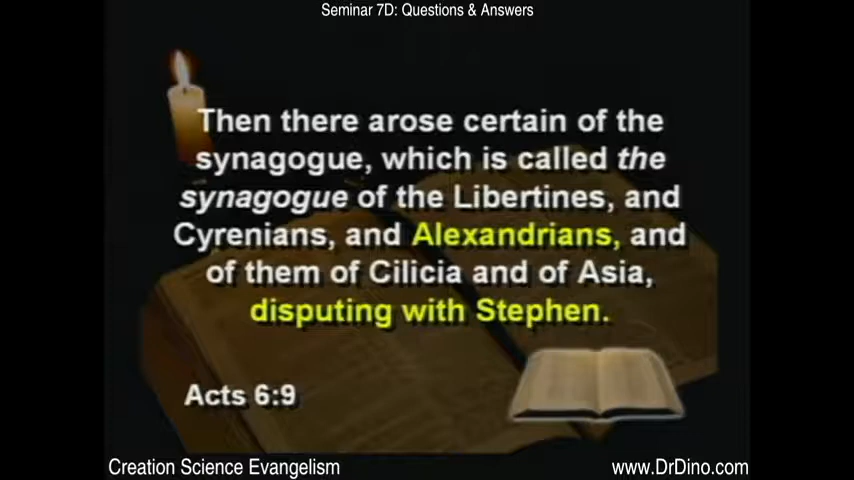 Seminar 7D: Questions & Answers
Then there arose certain of the
synagogue, which is called the
synagogue of the Libertines, and
Cyrenians, and Alexandrians, and
of them of Cilicia and of Asia,
disputing with Stephen.
Acts 6:9
Creation Science Evangelism
www.DrDino.com